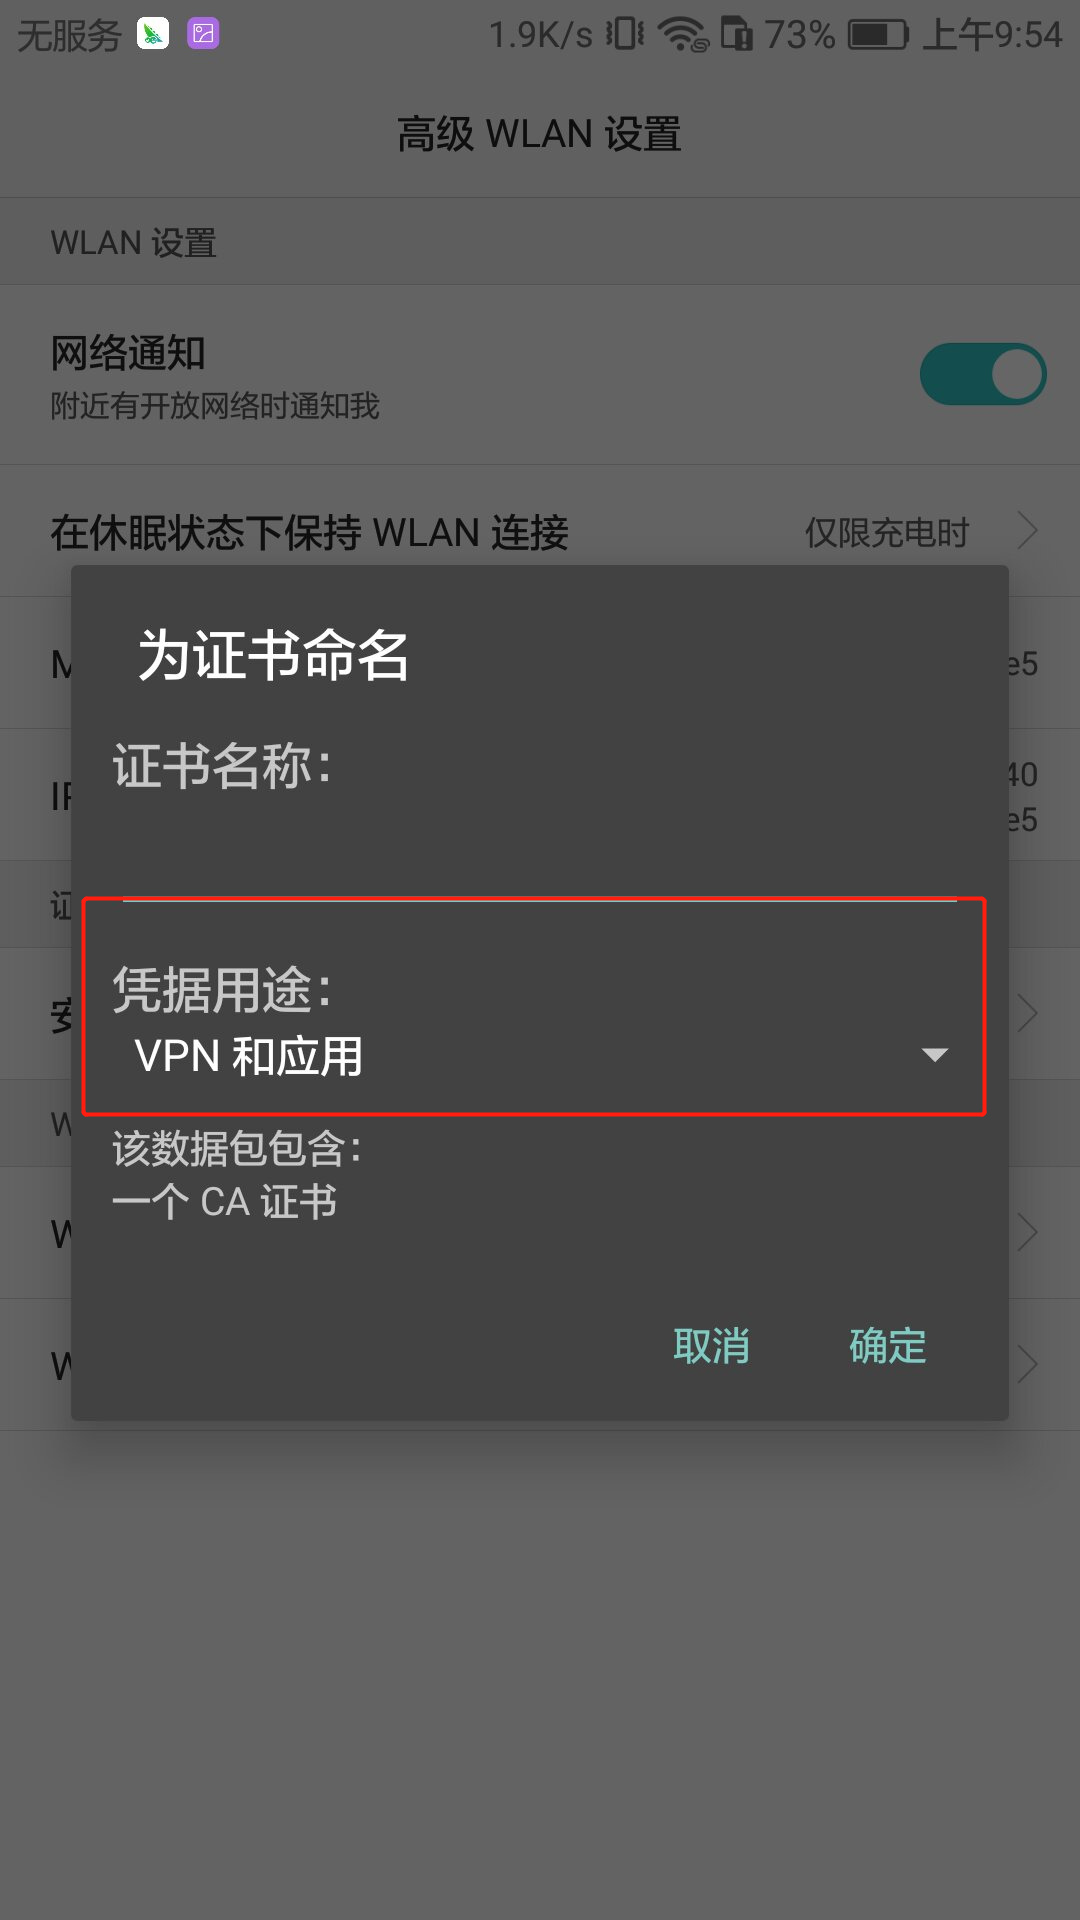 无服务 1.9K/s 73% 上午9:54
高级 WLAN 设置
WLAN 设置
网络通知
附近有开放网络时通知我
在休眠状态下保持 WLAN 连接 仅限充电时
为证书命名
e5
证书名称：
40
e5
凭据用途：
VPN 和应用
该数据包包含：
一个 CA 证书
取消 确定